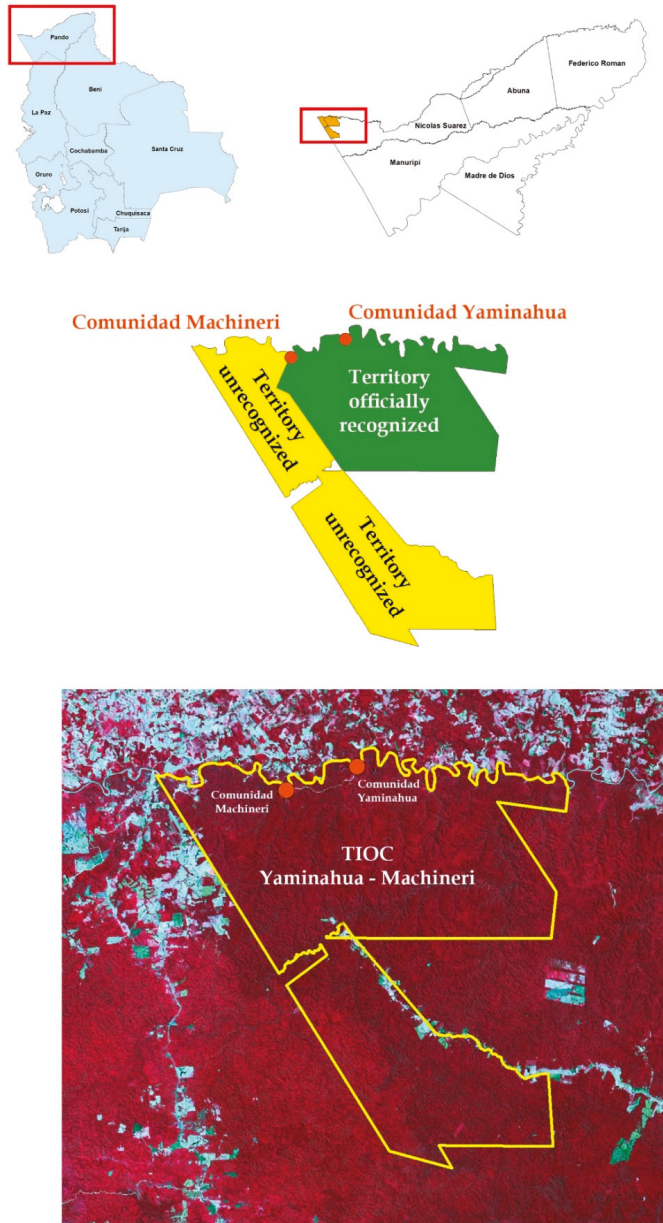 Pando
Beni
La Paz
Cochabamba
Santa Cruz
Oruro
Potosi
Chuquisaca
Tarija
Federico Roman
Abuna
Nicolas Suarez
Manuripi
Madre de Dios
Comunidad Machineri
Comunidad Yaminahua
Territory
unrecognized
Territory
officially
recognized
Territory
unrecognized
Comunidad
Machineri
Comunidad
Yaminahua
TIOC
Yaminahua - Machineri